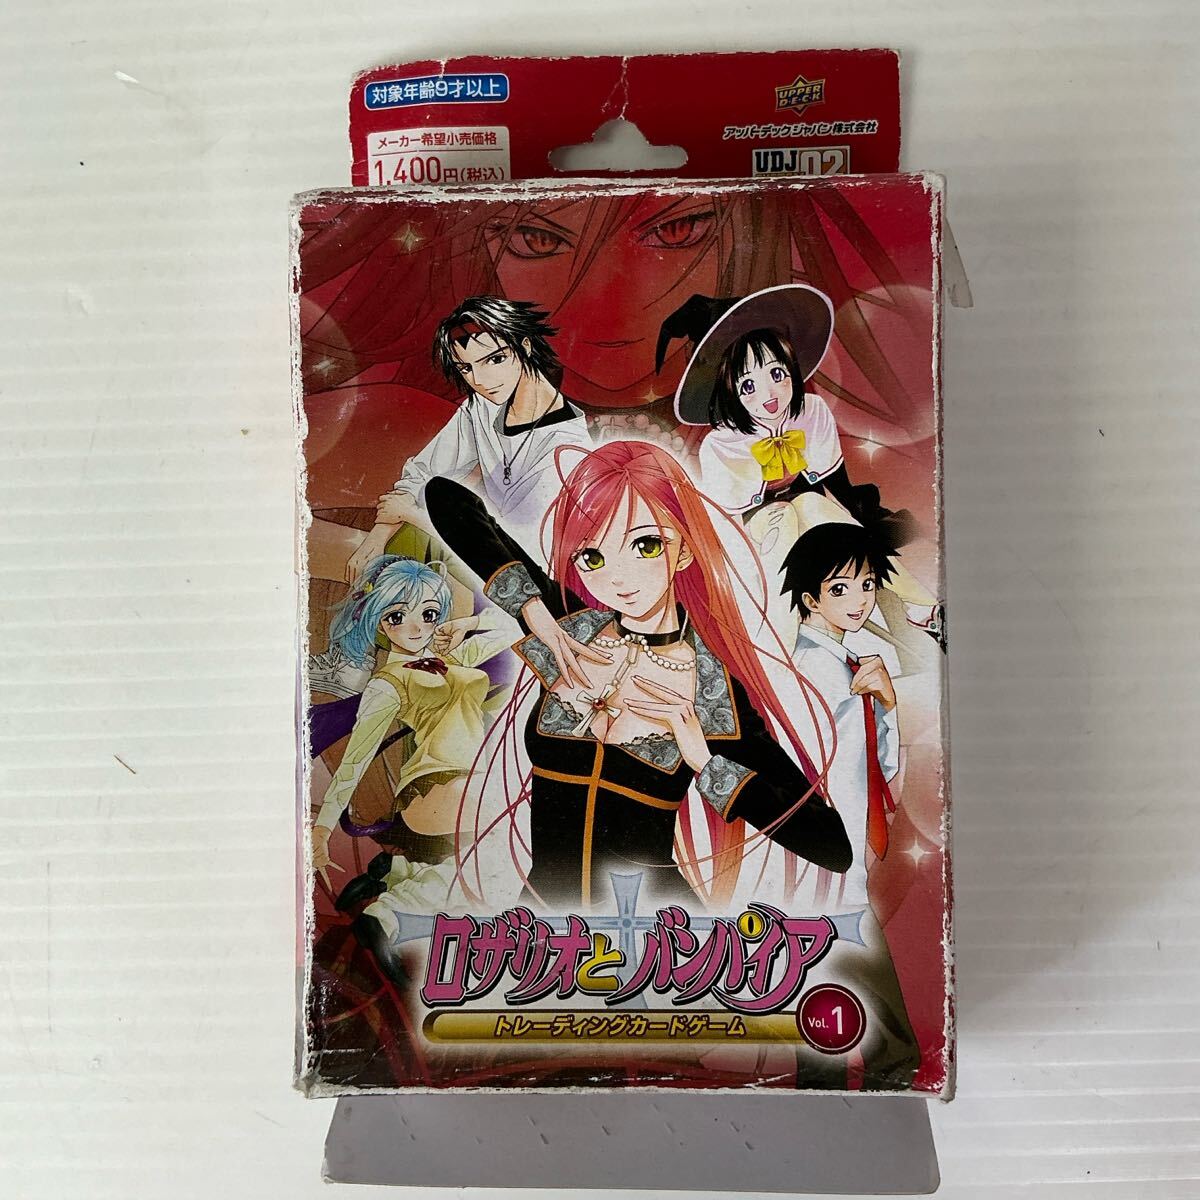 対象年齢9才以上
メーカー希望小売価格
1,400円(税込)
UPPER
D·E·C·K
アッパーデックジャパン株式会社
UDJ 02
ロザリオとバンパイア
トレーディングカードゲーム
Vol. 1